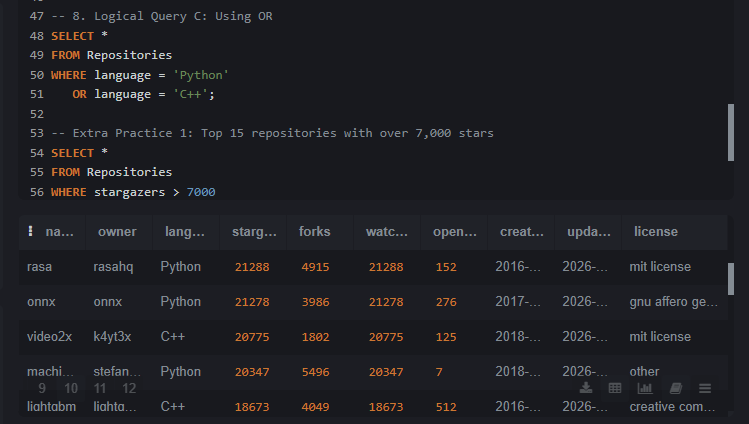 47 -- 8. Logical Query C: Using OR
48 SELECT *
49 FROM Repositories
50 WHERE language = 'Python'
51    OR language = 'C++';
52
53 -- Extra Practice 1: Top 15 repositories with over 7,000 stars
54 SELECT *
55 FROM Repositories
56 WHERE stargazers > 7000
na... owner lang... starg... forks watc... open... creat... upda... license
rasa rasahq Python 21288 4915 21288 152 2016-... 2026-... mit license
onnx onnx Python 21278 3986 21278 276 2017-... 2026-... gnu affero ge...
video2x k4yt3x C++ 20775 1802 20775 125 2018-... 2026-... mit license
machi... stefan... Python 20347 5496 20347 7 2018-... 2026-... other
9 10 11 12
lightgbm lightg... C++ 18673 4049 18673 512 2016-... 2026-... creative com...